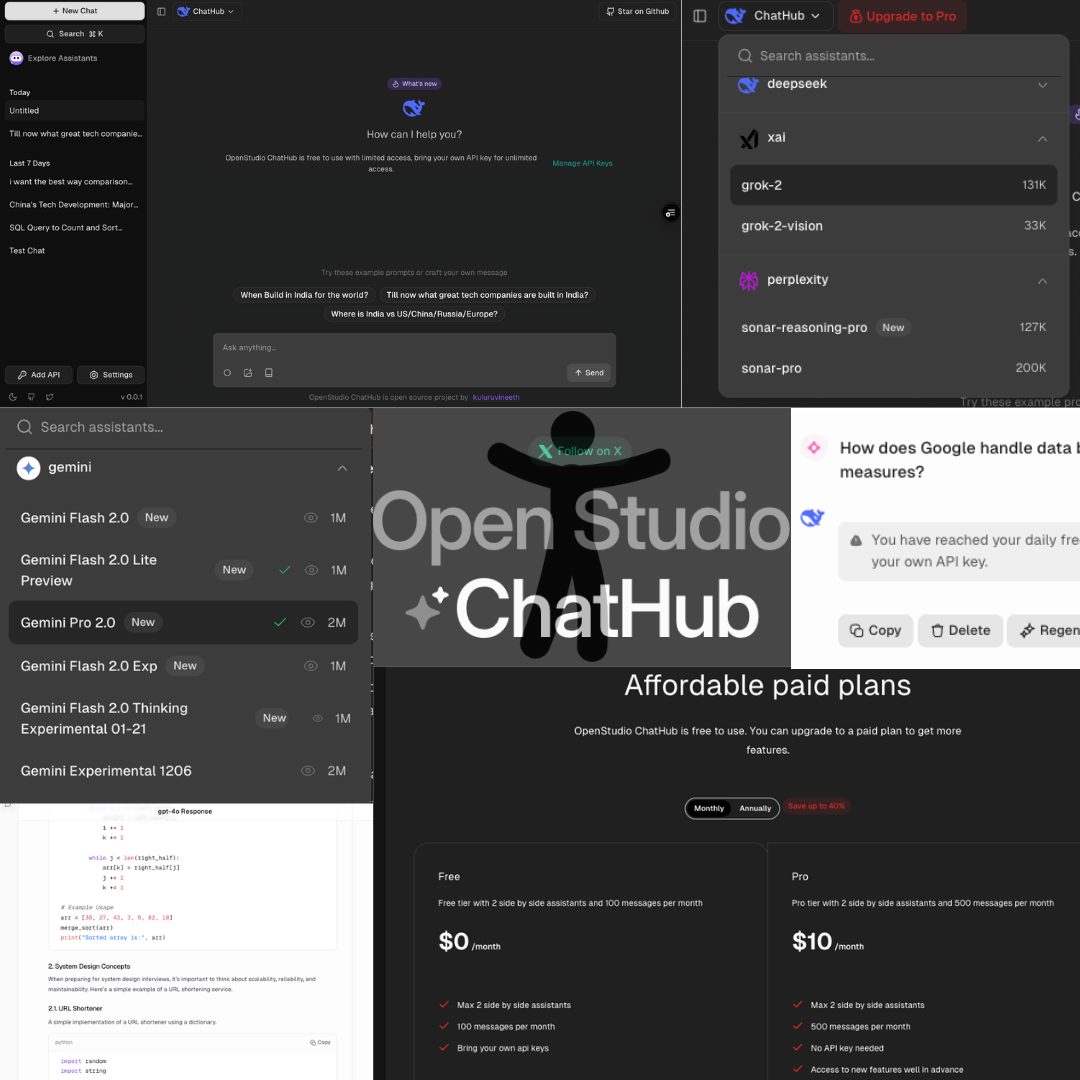 + New Chat
Search ⌘ K
Explore Assistants
Today
Untitled
Till now what great tech companie...
Last 7 Days
i want the best way comparison...
China's Tech Development: Major...
SQL Query to Count and Sort...
Test Chat
Add API
Settings
v 0.0.1
ChatHub
Star on Github
What's new
How can I help you?
OpenStudio ChatHub is free to use with limited access, bring your own API key for unlimited
access.
Manage API Keys
Try these example prompts or craft your own message
When Build in India for the world?
Till now what great tech companies are built in India?
Where is India vs US/China/Russia/Europe?
Ask anything...
Send
OpenStudio ChatHub is open source project by kuluruvineeth
ChatHub
Upgrade to Pro
Search assistants...
deepseek
xai
grok-2 131K
grok-2-vision 33K
perplexity
sonar-reasoning-pro New 127K
sonar-pro 200K
Try these example pro
Search assistants...
gemini
Gemini Flash 2.0 New 1M
Gemini Flash 2.0 Lite
Preview New 1M
Gemini Pro 2.0 New 2M
Gemini Flash 2.0 Exp New 1M
Gemini Flash 2.0 Thinking
Experimental 01-21 New 1M
Gemini Experimental 1206 2M
Follow on X
Open Studio
ChatHub
How does Google handle data b
measures?
You have reached your daily fre
your own API key.
Copy
Delete
Regen
gpt-4o Response
i += 1
k += 1
while j < len(right_half):
arr[k] = right_half[j]
j += 1
k += 1
# Example Usage
arr = [38, 27, 43, 3, 9, 82, 10]
merge_sort(arr)
print("Sorted array is:", arr)
2. System Design Concepts
When preparing for system design interviews, it's important to think about scalability, reliability, and
maintainability. Here's a simple example of a URL shortening service.
2.1. URL Shortener
A simple implementation of a URL shortener using a dictionary.
python
Copy
import random
import string
Affordable paid plans
OpenStudio ChatHub is free to use. You can upgrade to a paid plan to get more
features.
Monthly
Annually
Save up to 40%
Free
Free tier with 2 side by side assistants and 100 messages per month
$0 /month
Max 2 side by side assistants
100 messages per month
Bring your own api keys
Pro
Pro tier with 2 side by side assistants and 500 messages per month
$10 /month
Max 2 side by side assistants
500 messages per month
No API key needed
Access to new features well in advance